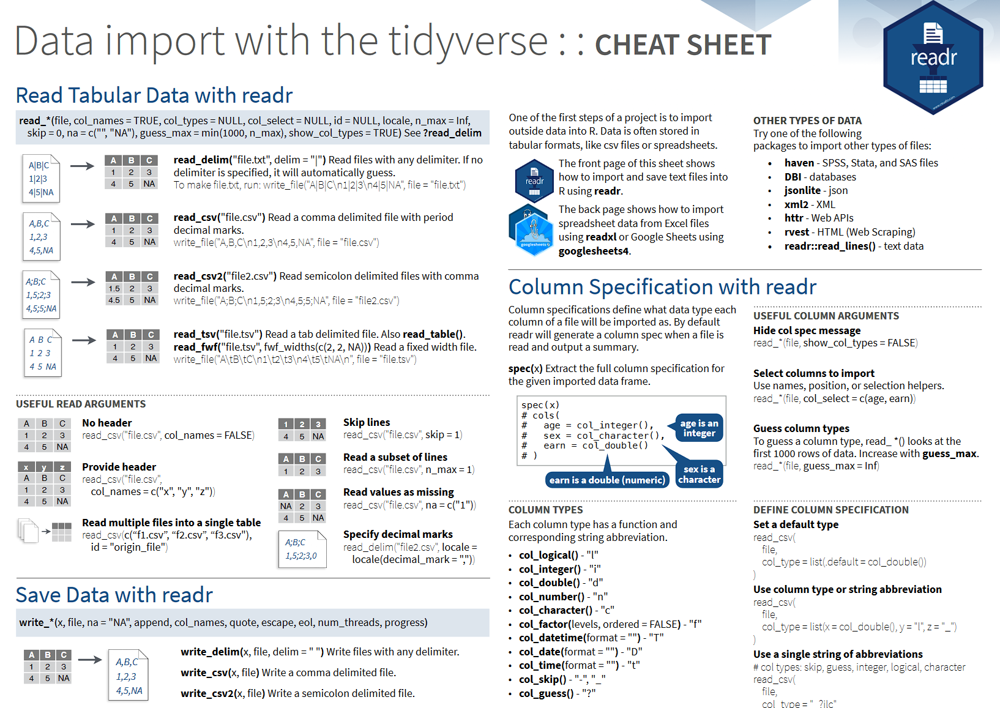 Data import with the tidyverse : : CHEAT SHEET
readr
www.rstudio.com
Read Tabular Data with readr
read_*(file, col_names = TRUE, col_types = NULL, col_select = NULL, id = NULL, locale, n_max = Inf,
skip = 0, na = c("", "NA"), guess_max = min(1000, n_max), show_col_types = TRUE) See ?read_delim
A|B|C
1|2|3
4|5|NA
A B C
1 2 3
4 5 NA
read_delim("file.txt", delim = "|") Read files with any delimiter. If no
delimiter is specified, it will automatically guess.
To make file.txt, run: write_file("A|B|C\n1|2|3\n4|5|NA", file = "file.txt")
A,B,C
1,2,3
4,5,NA
A B C
1 2 3
4 5 NA
read_csv("file.csv") Read a comma delimited file with period
decimal marks.
write_file("A,B,C\n1,2,3\n4,5,NA", file = "file.csv")
A;B;C
1,5;2;3
4,5;5;NA
A B C
1.5 2 3
4.5 5 NA
read_csv2("file2.csv") Read semicolon delimited files with comma
decimal marks.
write_file("A;B;C\n1,5;2;3\n4,5;5;NA", file = "file2.csv")
A B C
1 2 3
4 5 NA
A B C
1 2 3
4 5 NA
read_tsv("file.tsv") Read a tab delimited file. Also read_table().
read_fwf("file.tsv", fwf_widths(c(2, 2, NA))) Read a fixed width file.
write_file("A\tB\tC\n1\t2\t3\n4\t5\tNA\n", file = "file.tsv")
USEFUL READ ARGUMENTS
A B C
1 2 3
4 5 NA
No header
read_csv("file.csv", col_names = FALSE)
x y z
A B C
1 2 3
4 5 NA
Provide header
read_csv("file.csv",
col_names = c("x", "y", "z"))
Read multiple files into a single table
read_csv(c(“f1.csv”, “f2.csv”, “f3.csv"),
id = "origin_file")
1 2 3
4 5 NA
Skip lines
read_csv("file.csv", skip = 1)
A B C
1 2 3
Read a subset of lines
read_csv("file.csv", n_max = 1)
A B C
NA 2 3
4 5 NA
Read values as missing
read_csv("file.csv", na = c("1"))
A;B;C
1,5;2;3,0
Specify decimal marks
read_delim("file2.csv", locale =
locale(decimal_mark = ","))
Save Data with readr
write_*(x, file, na = "NA", append, col_names, quote, escape, eol, num_threads, progress)
A B C
1 2 3
4 5 NA
A,B,C
1,2,3
4,5,NA
write_delim(x, file, delim = " ") Write files with any delimiter.
write_csv(x, file) Write a comma delimited file.
write_csv2(x, file) Write a semicolon delimited file.
One of the first steps of a project is to import
outside data into R. Data is often stored in
tabular formats, like csv files or spreadsheets.
readr
The front page of this sheet shows
how to import and save text files into
R using readr.
googlesheets4
The back page shows how to import
spreadsheet data from Excel files
using readxl or Google Sheets using
googlesheets4.
OTHER TYPES OF DATA
Try one of the following
packages to import other types of files:
• haven - SPSS, Stata, and SAS files
• DBI - databases
• jsonlite - json
• xml2 - XML
• httr - Web APIs
• rvest - HTML (Web Scraping)
• readr::read_lines() - text data
Column Specification with readr
Column specifications define what data type each
column of a file will be imported as. By default
readr will generate a column spec when a file is
read and output a summary.
spec(x) Extract the full column specification for
the given imported data frame.
spec(x)
# cols(
# age = col_integer(),
# sex = col_character(),
# earn = col_double()
# )
age is an
integer
earn is a double (numeric)
sex is a
character
COLUMN TYPES
Each column type has a function and
corresponding string abbreviation.
• col_logical() - "l"
• col_integer() - "i"
• col_double() - "d"
• col_number() - "n"
• col_character() - "c"
• col_factor(levels, ordered = FALSE) - "f"
• col_datetime(format = "") - "T"
• col_date(format = "") - "D"
• col_time(format = "") - "t"
• col_skip() - "-", "_"
• col_guess() - "?"
USEFUL COLUMN ARGUMENTS
Hide col spec message
read_*(file, show_col_types = FALSE)
Select columns to import
Use names, position, or selection helpers.
read_*(file, col_select = c(age, earn))
Guess column types
To guess a column type, read_ *() looks at the
first 1000 rows of data. Increase with guess_max.
read_*(file, guess_max = Inf)
DEFINE COLUMN SPECIFICATION
Set a default type
read_csv(
file,
col_type = list(.default = col_double())
)
Use column type or string abbreviation
read_csv(
file,
col_type = list(x = col_double(), y = "l", z = "_")
)
Use a single string of abbreviations
# col types: skip, guess, integer, logical, character
read_csv(
file,
col_type = "_?ilc"